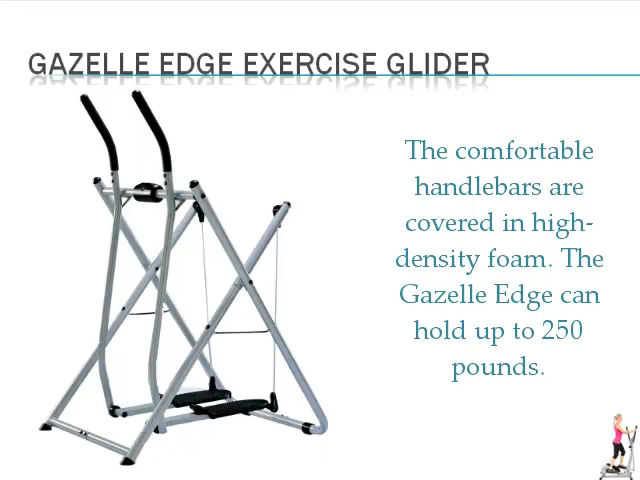 GAZELLE EDGE EXERCISE GLIDER
The comfortable
handlebars are
covered in high-
density foam. The
Gazelle Edge can
hold up to 250
pounds.